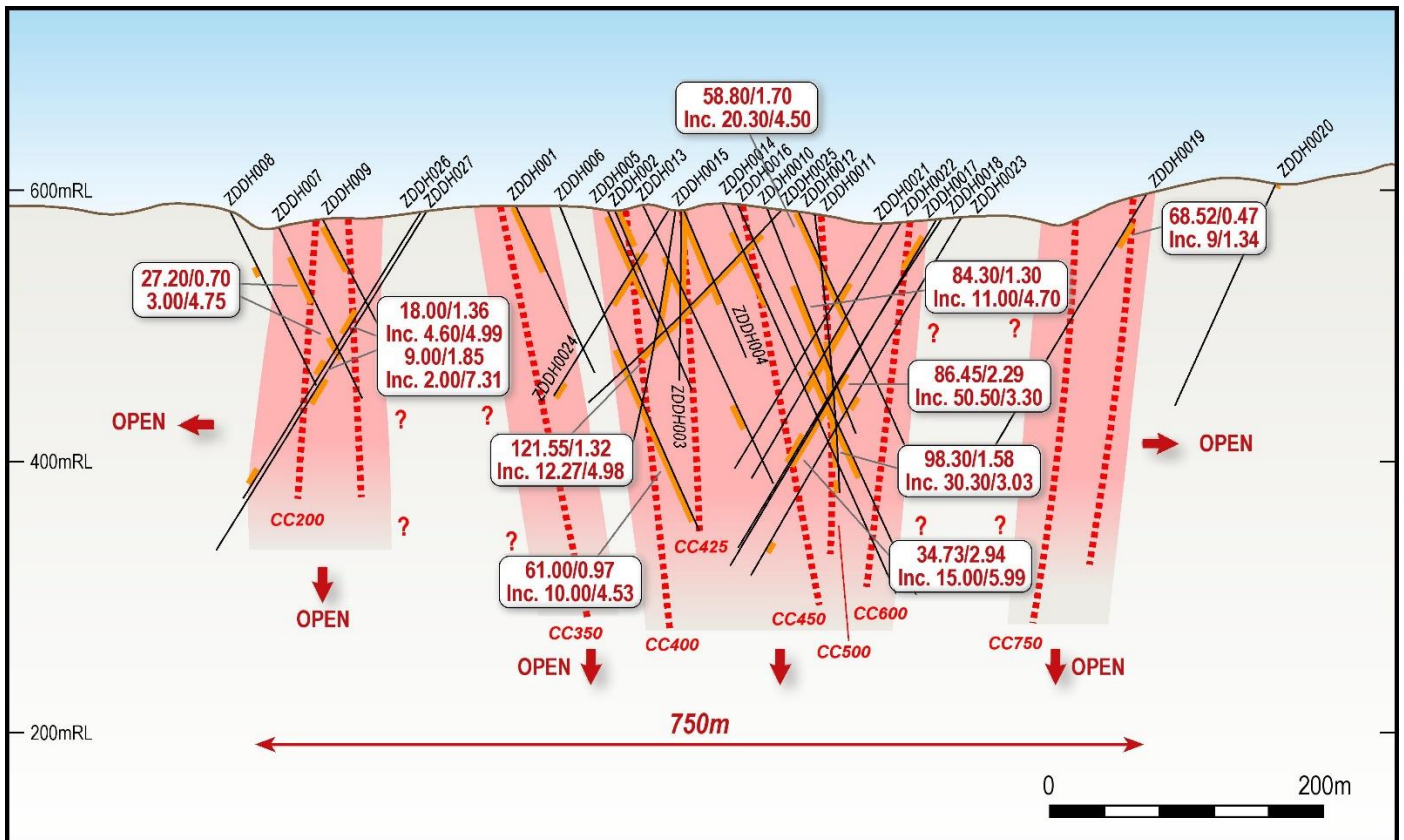 58.80/1.70
Inc. 20.30/4.50
ZDDH008
ZDDH007
ZDDH009
ZDDH026
ZDDH027
ZDDH001
ZDDH006
ZDDH005
ZDDH002
ZDDH013
ZDDH0015
ZDDH0014
ZDDH0016
ZDDH0010
ZDDH0025
ZDDH0012
ZDDH0011
ZDDH0021
ZDDH0022
ZDDH0017
ZDDH0018
ZDDH0023
ZDDH0019
ZDDH0020
600mRL
68.52/0.47
Inc. 9/1.34
27.20/0.70
3.00/4.75
18.00/1.36
Inc. 4.60/4.99
9.00/1.85
Inc. 2.00/7.31
84.30/1.30
Inc. 11.00/4.70
? ?
ZDDH0024
ZDDH004
ZDDH003
86.45/2.29
Inc. 50.50/3.30
OPEN
? ?
OPEN
121.55/1.32
Inc. 12.27/4.98
98.30/1.58
Inc. 30.30/3.03
400mRL
CC200
? ?
? ?
CC425
61.00/0.97
Inc. 10.00/4.53
34.73/2.94
Inc. 15.00/5.99
OPEN
CC350
CC400
CC450
CC600
CC500
CC750
OPEN
OPEN
200mRL
750m
0 200m